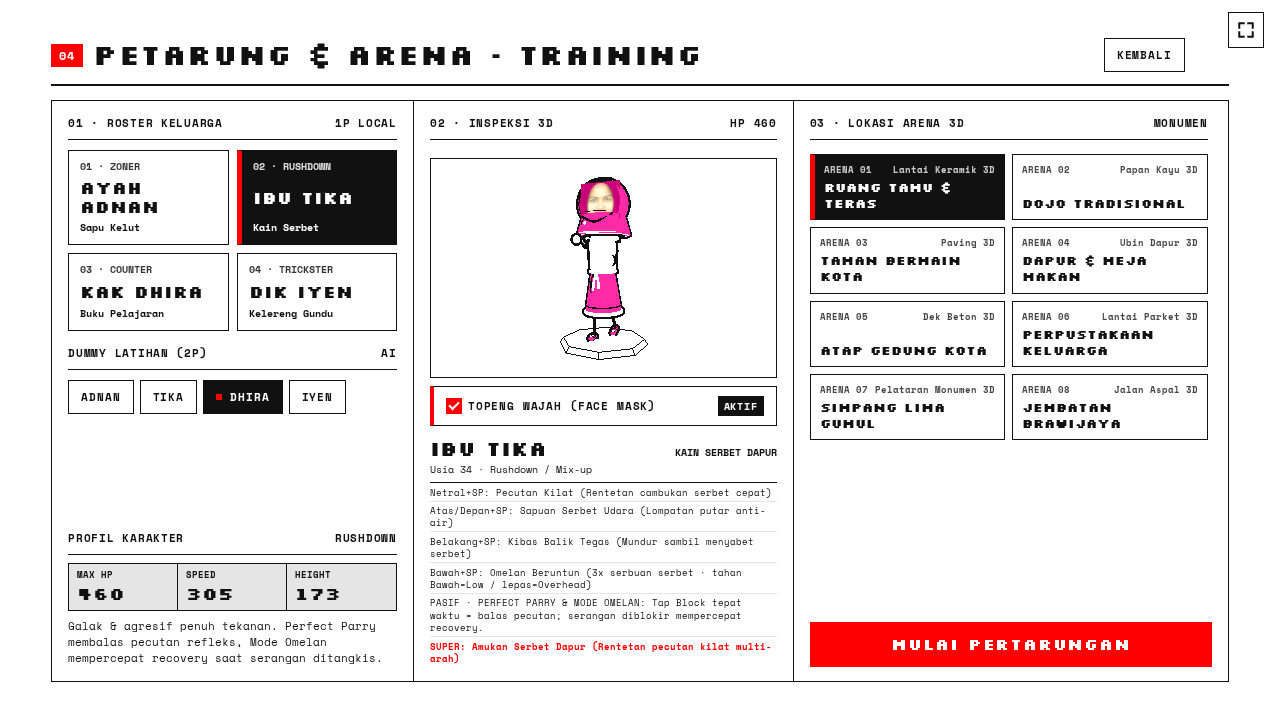 04 PETARUNG & ARENA - TRAINING
KEMBALI
01 · ROSTER KELUARGA 1P LOCAL
01 · ZONER
AYAH
ADNAN
Sapu Kelut
02 · RUSHDOWN
IBU TIKA
Kain Serbet
03 · COUNTER
KAK DHIRA
Buku Pelajaran
04 · TRICKSTER
DIK IYEN
Kelereng Gundu
DUMMY LATIHAN (2P) AI
ADNAN TIKA DHIRA IYEN
PROFIL KARAKTER RUSHDOWN
MAX HP SPEED HEIGHT
460 305 173
Galak & agresif penuh tekanan. Perfect Parry
membalas pecutan refleks, Mode Omelan
mempercepat recovery saat serangan ditangkis.
02 · INSPEKSI 3D HP 460
TOPENG WAJAH (FACE MASK) AKTIF
IBU TIKA KAIN SERBET DAPUR
Usia 34 · Rushdown / Mix-up
Netral+SP: Pecutan Kilat (Rentetan cambukan serbet cepat)
Atas/Depan+SP: Sapuan Serbet Udara (Lompatan putar anti-
air)
Belakang+SP: Kibas Balik Tegas (Mundur sambil menyabet
serbet)
Bawah+SP: Omelan Beruntun (3x serbuan serbet · tahan
Bawah=Low / lepas=Overhead)
PASIF · PERFECT PARRY & MODE OMELAN: Tap Block tepat
waktu = balas pecutan; serangan diblokir mempercepat
recovery.
SUPER: Amukan Serbet Dapur (Rentetan pecutan kilat multi-
arah)
03 · LOKASI ARENA 3D MONUMEN
ARENA 01 Lantai Keramik 3D
RUANG TAMU &
TERAS
ARENA 02 Papan Kayu 3D
DOJO TRADISIONAL
ARENA 03 Paving 3D
TAMAN BERMAIN
KOTA
ARENA 04 Ubin Dapur 3D
DAPUR & MEJA
MAKAN
ARENA 05 Dek Beton 3D
ATAP GEDUNG KOTA
ARENA 06 Lantai Parket 3D
PERPUSTAKAAN
KELUARGA
ARENA 07 Pelataran Monumen 3D
SIMPANG LIMA
GUMUL
ARENA 08 Jalan Aspal 3D
JEMBATAN
BRAWIJAYA
MULAI PERTARUNGAN